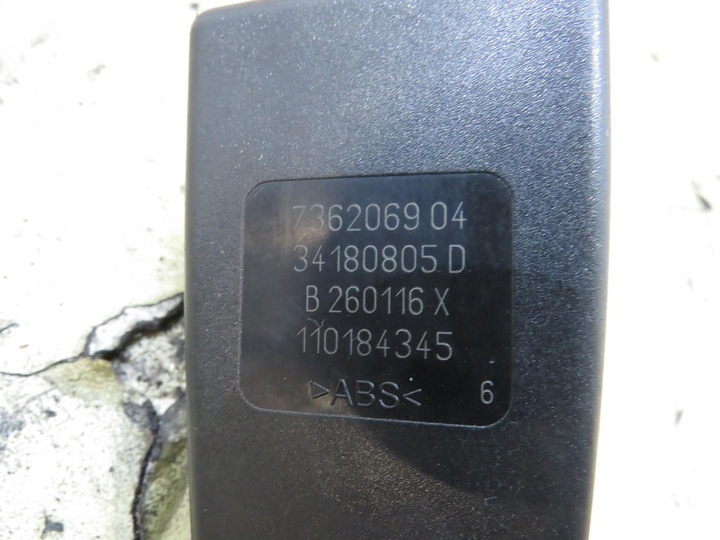 7362069 04
34180805 D
B 260116 X
110184345
>ABS< 6